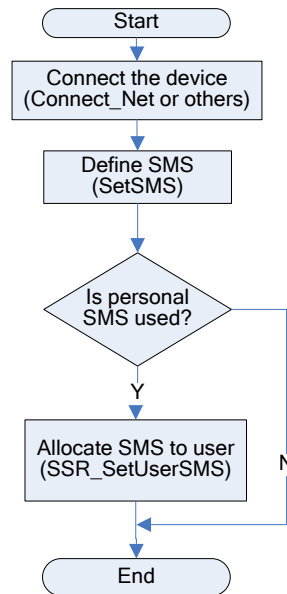 Start
Connect the device
(Connect_Net or others)
Define SMS
(SetSMS)
Is personal
SMS used?
Y
Allocate SMS to user
(SSR_SetUserSMS)
N
End